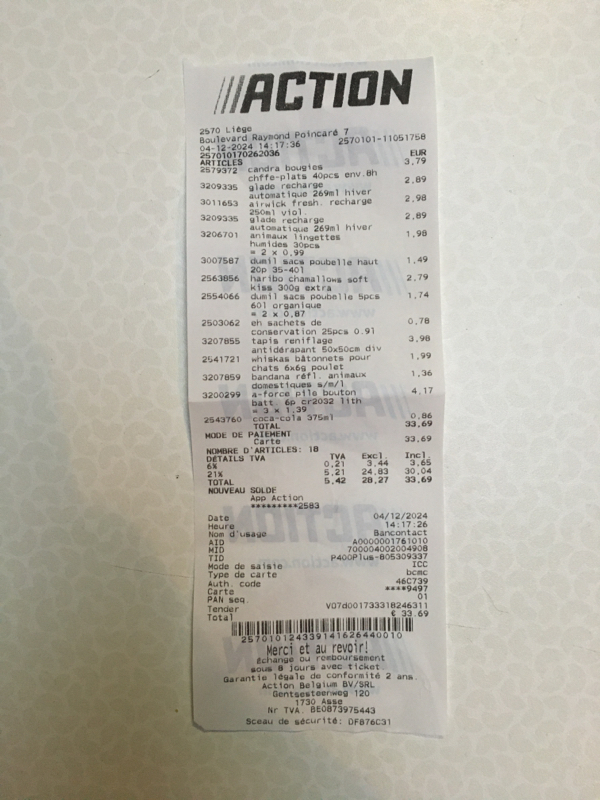 ACTION
2570 Liège
Boulevard Raymond Poincaré 7
04-12-2024 14:17:36 2570101-11051758
257010170262036 EUR
ARTICLES
2579372 candra bougies 3,79
chffe-plats 40pcs env.8h
3209335 glade recharge 2,89
automatique 269ml hiver
3011653 airwick fresh. recharge 2,98
250ml viol.
3209335 glade recharge 2,89
automatique 269ml hiver
3206701 animaux lingettes 1,98
humides 30pcs
= 2 x 0,99
3007587 dumil sacs poubelle haut 1,49
20p 35-40l
2563856 haribo chamallows soft 2,79
kiss 300g extra
2554066 dumil sacs poubelle 5pcs 1,74
60l organique
= 2 x 0,87
2503062 eh sachets de 0,78
conservation 25pcs 0.9l
3207855 tapis reniflage 3,98
antidérapant 50x50cm div
2541721 whiskas bâtonnets pour 1,99
chats 6x6g poulet
3207859 bandana réfl. animaux 1,36
domestiques s/m/l
3200299 a-force pile bouton 4,17
batt. 6p cr2032 lith
= 3 x 1,39
2543760 coca-cola 375ml 0,86
TOTAL 33,69
MODE DE PAIEMENT
Carte 33,69
NOMBRE D'ARTICLES: 18
DÉTAILS TVA TVA Excl. Incl.
6% 0,21 3,44 3,65
21% 5,21 24,83 30,04
TOTAL 5,42 28,27 33,69
NOUVEAU SOLDE
App Action
*********2583
Date 04/12/2024
Heure 14:17:26
Nom d'usage Bancontact
AID A0000001761010
MID 700004002004908
TID P400Plus-805309337
Mode de saisie ICC
Type de carte bcmc
Auth. code 46C739
Carte ****9497
PAN seq. 01
Tender V07d001733318246311
Total € 33.69
257010124339141626440010
Merci et au revoir!
échange ou remboursement
sous 8 jours avec ticket.
Garantie légale de conformité 2 ans.
Action Belgium BV/SRL
Gentsesteenweg 120
1730 Asse
Nr TVA. BE0873975443
Sceau de sécurité: DF876C31